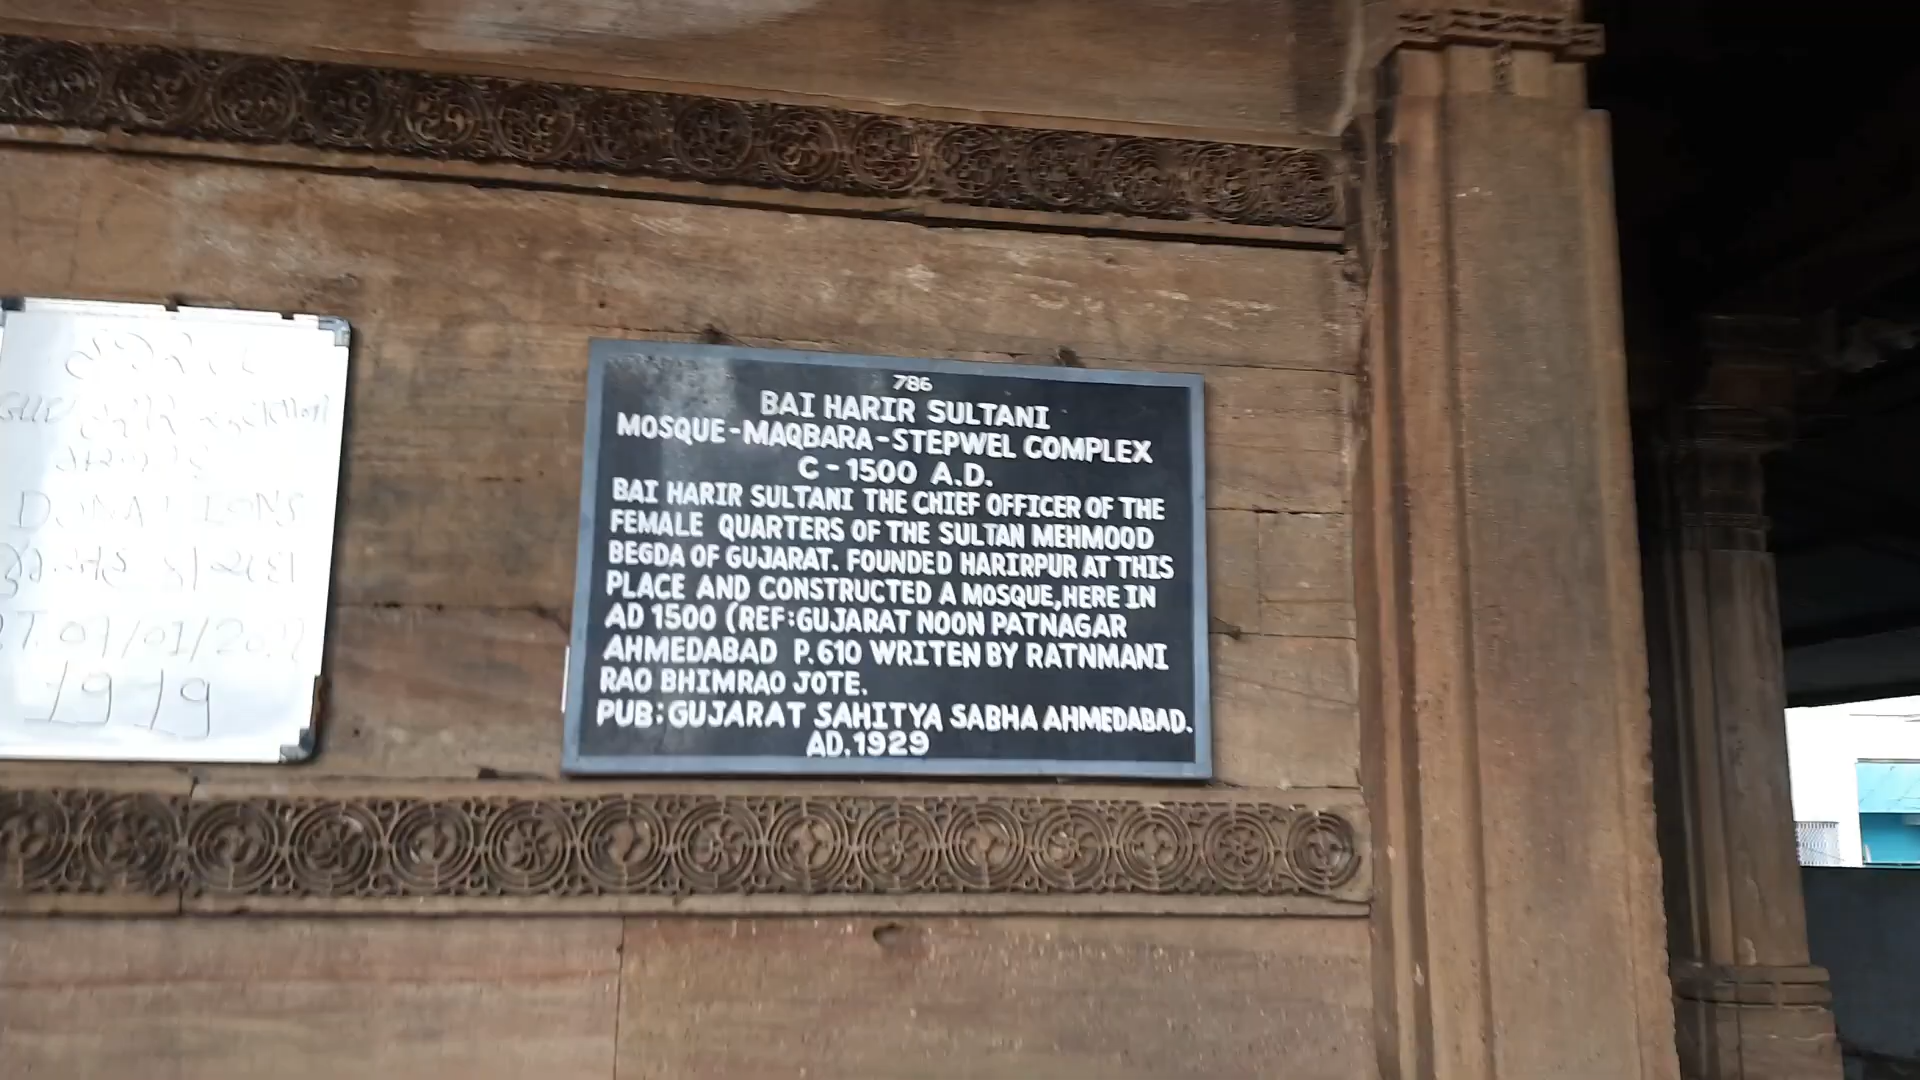 DONATIONS
1919
786
BAI HARIR SULTANI
MOSQUE-MAQBARA-STEPWEL COMPLEX
C-1500 A.D.
BAI HARIR SULTANI THE CHIEF OFFICER OF THE
FEMALE QUARTERS OF THE SULTAN MEHMOOD
BEGDA OF GUJARAT. FOUNDED HARIRPUR AT THIS
PLACE AND CONSTRUCTED A MOSQUE,HERE IN
AD 1500 (REF:GUJARAT NOON PATNAGAR
AHMEDABAD P.610 WRITEN BY RATNMANI
RAO BHIMRAO JOTE.
PUB:GUJARAT SAHITYA SABHA AHMEDABAD.
AD.1929